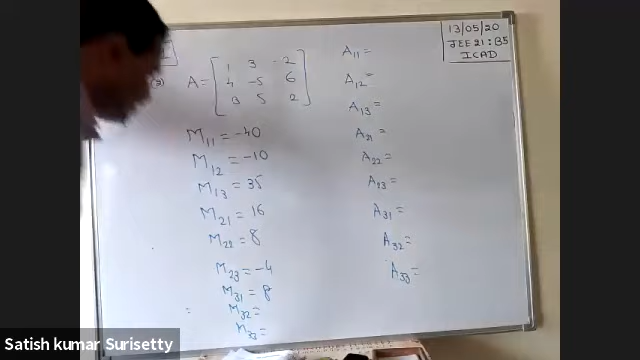 13/05/20
JEE 21 : B5
ICAD
(2) A = [ 1 3 -2
4 -5 6
3 5 2 ]
M11 = -40
M12 = -10
M13 = 35
M21 = 16
M22 = 8
M23 = -4
M31 = 8
M32 =
M33 =
A11 =
A12 =
A13 =
A21 =
A22 =
A23 =
A31 =
A32 =
A33 =
Satish kumar Surisetty